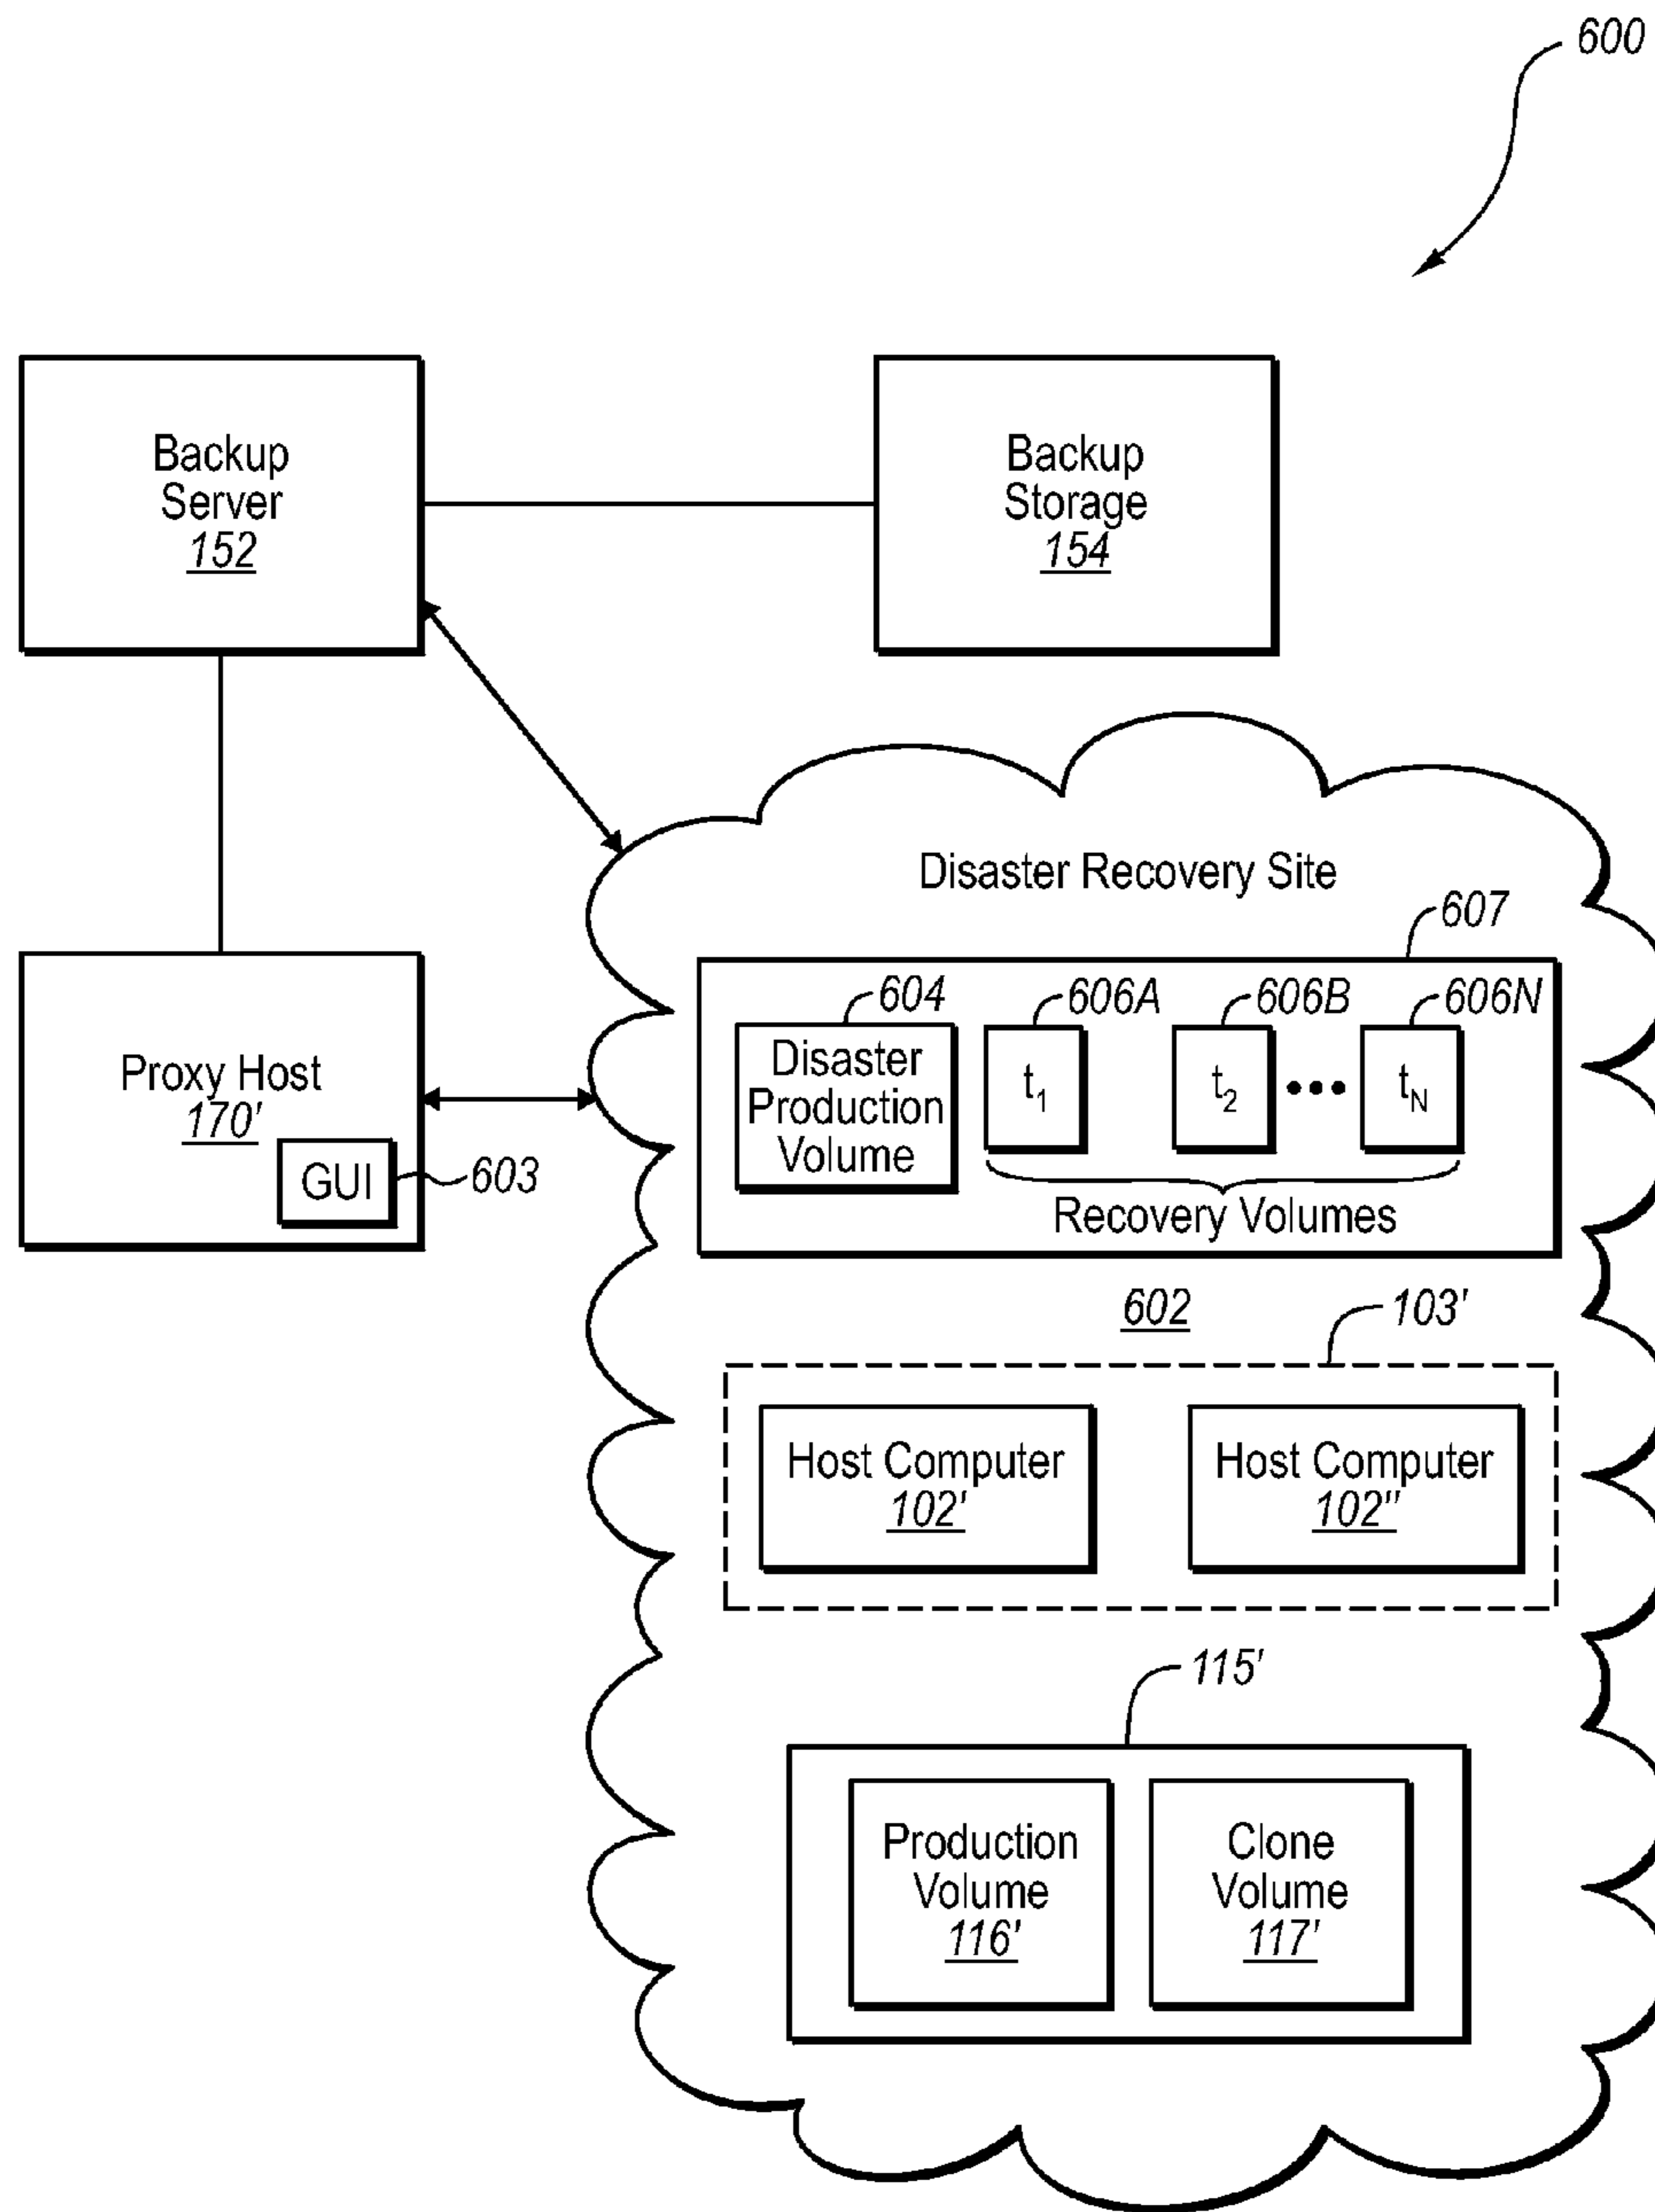 600
Backup
Server
152
Backup
Storage
154
Disaster Recovery Site
607
604
606A
606B
606N
Disaster
Production
Volume
t1
t2
•••
tN
Recovery Volumes
Proxy Host
170'
GUI
603
602
103'
Host Computer
102'
Host Computer
102"
115'
Production
Volume
116'
Clone
Volume
117'